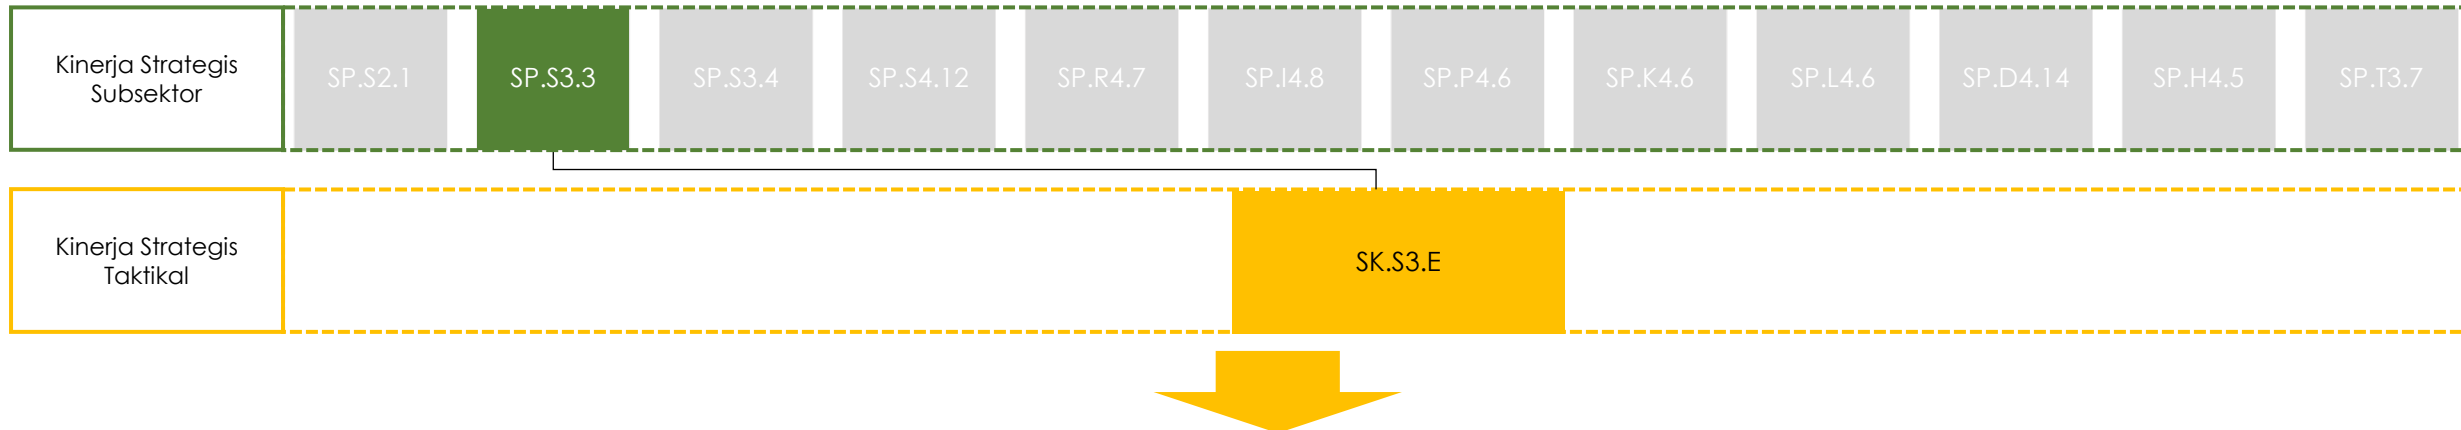 Kinerja Strategis
Subsektor
SP.S2.1
SP.S3.3
SP.S3.4
SP.S4.12
SP.R4.7
SP.I4.8
SP.P4.6
SP.K4.6
SP.L4.6
SP.D4.14
SP.H4.5
SP.T3.7
Kinerja Strategis
Taktikal
SK.S3.E